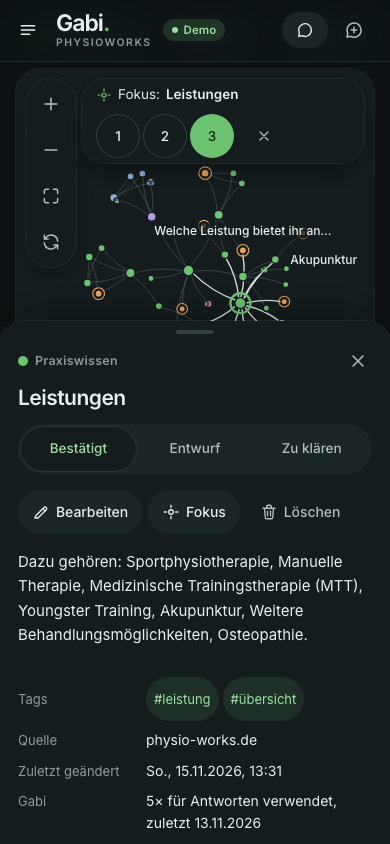 Gabi.
PHYSIOWORKS
Demo
Fokus: Leistungen
1 2 3
Welche Leistung bietet ihr an...
Akupunktur
Praxiswissen
Leistungen
Bestätigt Entwurf Zu klären
Bearbeiten Fokus Löschen
Dazu gehören: Sportphysiotherapie, Manuelle
Therapie, Medizinische Trainingstherapie (MTT),
Youngster Training, Akupunktur, Weitere
Behandlungsmöglichkeiten, Osteopathie.
Tags #leistung #übersicht
Quelle physio-works.de
Zuletzt geändert So., 15.11.2026, 13:31
Gabi 5× für Antworten verwendet,
zuletzt 13.11.2026